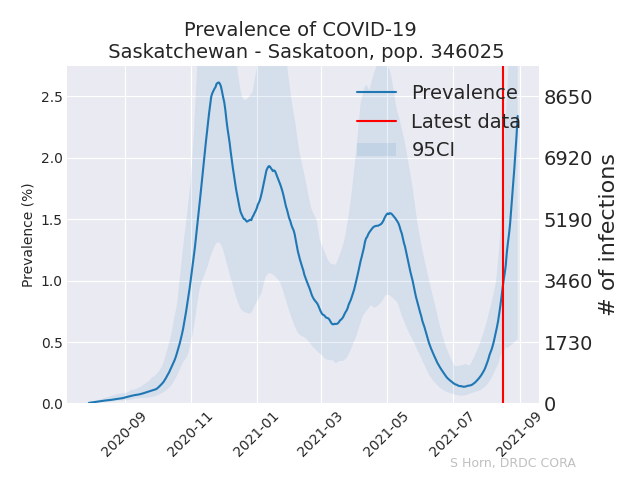 Prevalence of COVID-19
Saskatchewan - Saskatoon, pop. 346025
Prevalence
Latest data
95CI
Prevalence (%)
2.5
2.0
1.5
1.0
0.5
0.0
8650
6920
5190
3460
1730
0
# of infections
2020-09
2020-11
2021-01
2021-03
2021-05
2021-07
2021-09
S Horn, DRDC CORA